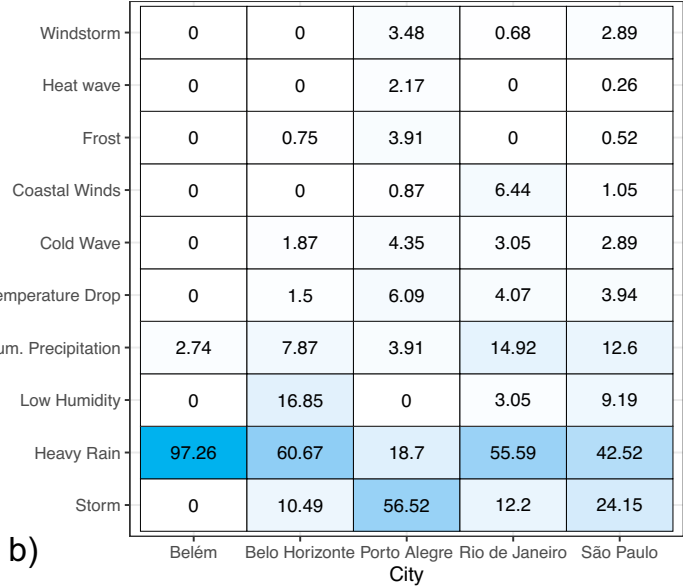 Windstorm 0 0 3.48 0.68 2.89
Heat wave 0 0 2.17 0 0.26
Frost 0 0.75 3.91 0 0.52
Coastal Winds 0 0 0.87 6.44 1.05
Cold Wave 0 1.87 4.35 3.05 2.89
emperature Drop 0 1.5 6.09 4.07 3.94
um. Precipitation 2.74 7.87 3.91 14.92 12.6
Low Humidity 0 16.85 0 3.05 9.19
Heavy Rain 97.26 60.67 18.7 55.59 42.52
Storm 0 10.49 56.52 12.2 24.15
b) Belém Belo Horizonte Porto Alegre Rio de Janeiro São Paulo
City